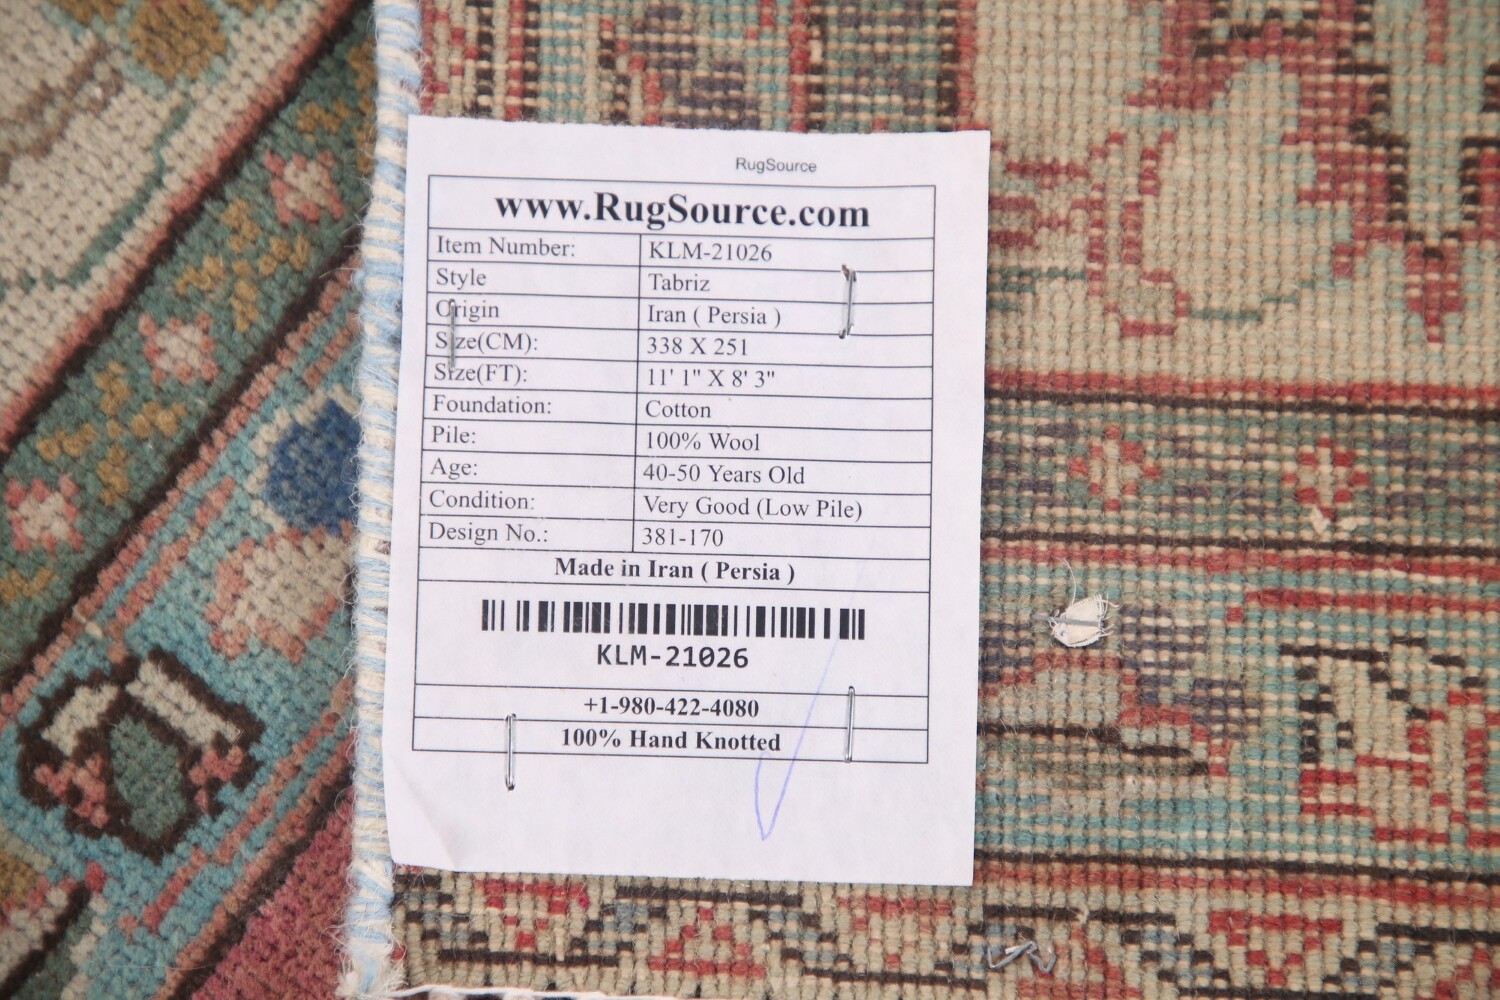 RugSource
www.RugSource.com
Item Number: KLM-21026
Style Tabriz
Origin Iran ( Persia )
Size(CM): 338 X 251
Size(FT): 11' 1" X 8' 3"
Foundation: Cotton
Pile: 100% Wool
Age: 40-50 Years Old
Condition: Very Good (Low Pile)
Design No.: 381-170
Made in Iran ( Persia )
KLM-21026
+1-980-422-4080
100% Hand Knotted